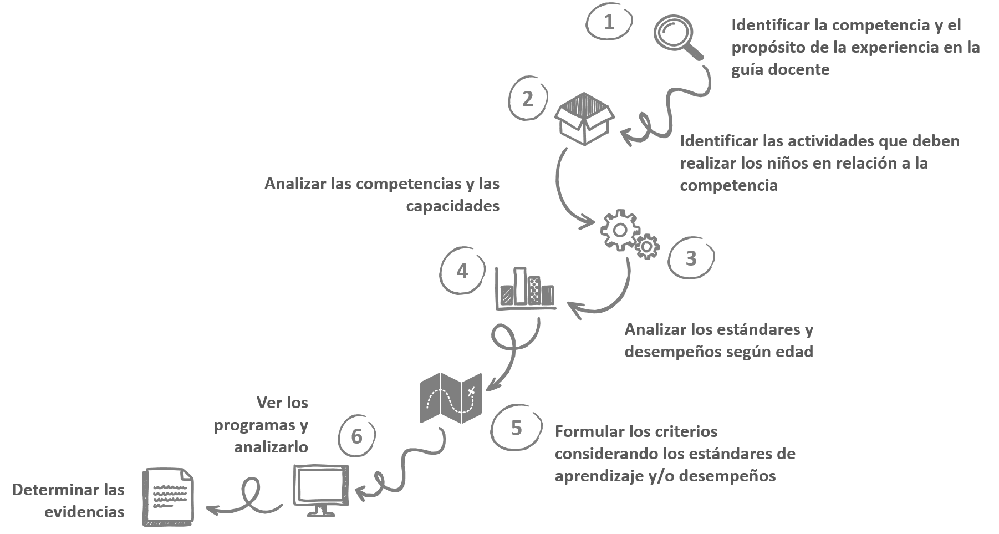 1
Identificar la competencia y el
propósito de la experiencia en la
guía docente
2
Identificar las actividades que deben
realizar los niños en relación a la
competencia
Analizar las competencias y las
capacidades
3
4
Analizar los estándares y
desempeños según edad
5
Formular los criterios
considerando los estándares de
aprendizaje y/o desempeños
Ver los
programas y
analizarlo
6
Determinar las
evidencias